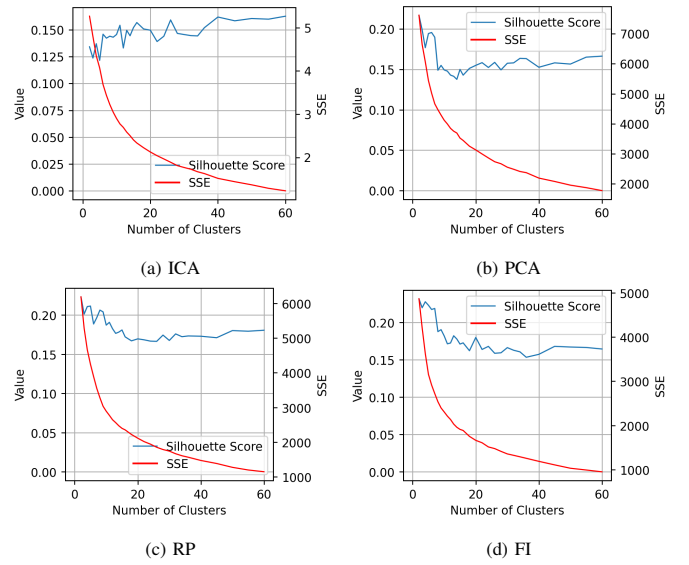 0.150
0.125
0.100
0.075
0.050
0.025
0.000
Value
5
4
3
2
SSE
Silhouette Score
SSE
0 20 40 60
Number of Clusters
(a) ICA
0.20
0.15
0.10
0.05
0.00
Value
7000
6000
5000
4000
3000
2000
SSE
Silhouette Score
SSE
0 20 40 60
Number of Clusters
(b) PCA
0.20
0.15
0.10
0.05
0.00
Value
6000
5000
4000
3000
2000
1000
SSE
Silhouette Score
SSE
0 20 40 60
Number of Clusters
(c) RP
0.20
0.15
0.10
0.05
0.00
Value
5000
4000
3000
2000
1000
SSE
Silhouette Score
SSE
0 20 40 60
Number of Clusters
(d) FI